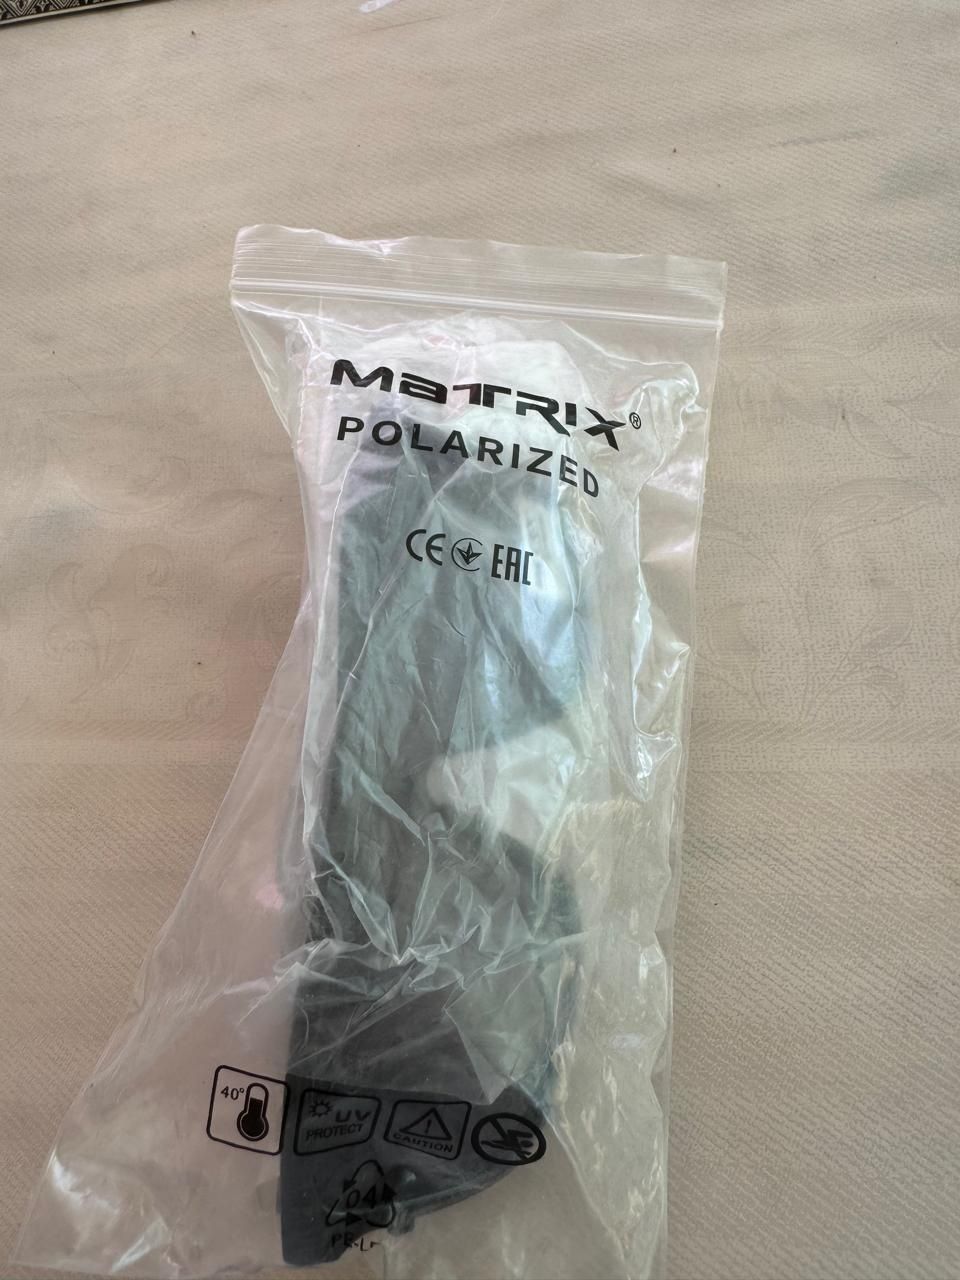 MaTRIX®
POLARIZED
CE EAC
40°
UV
PROTECT
CAUTION
04